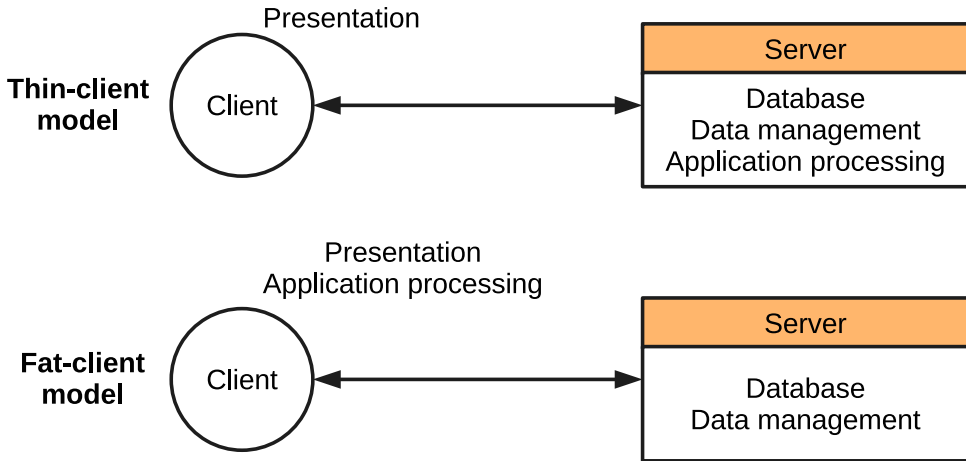 Presentation
Thin-client
model
Client
Server
Database
Data management
Application processing
Presentation
Application processing
Fat-client
model
Client
Server
Database
Data management